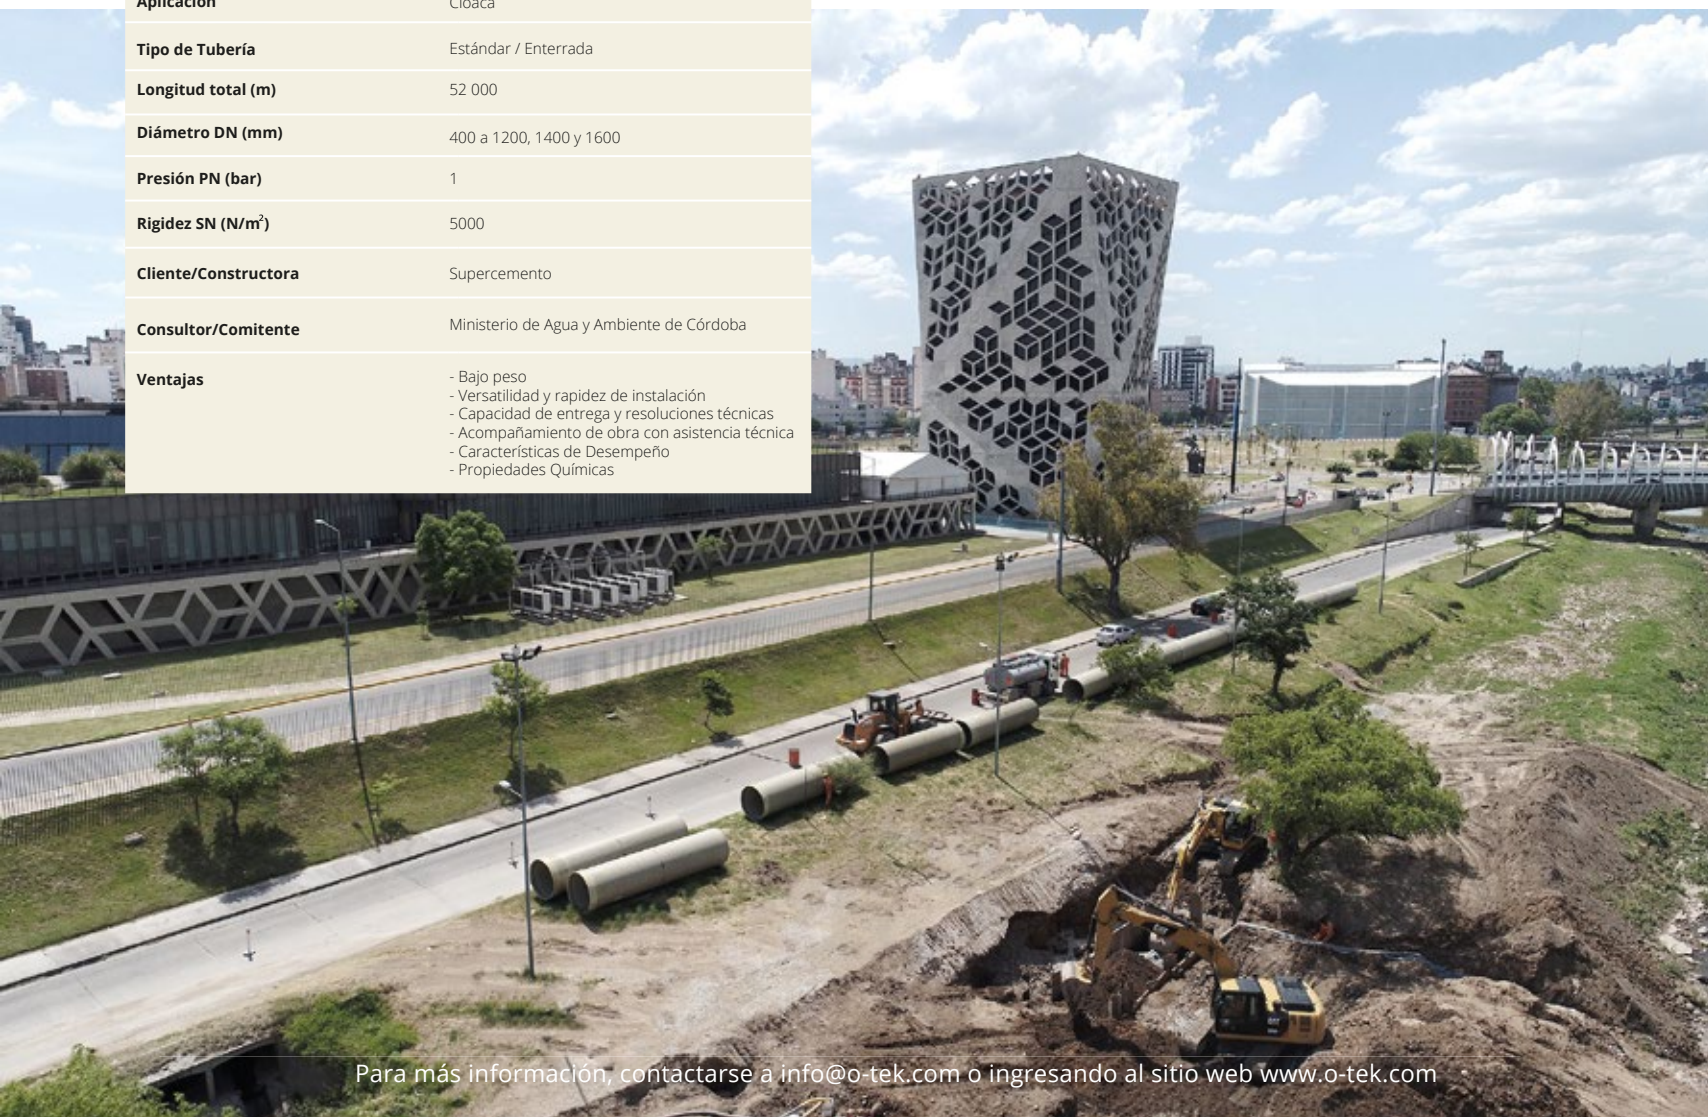 Aplicación Cloaca
Tipo de Tubería Estándar / Enterrada
Longitud total (m) 52 000
Diámetro DN (mm) 400 a 1200, 1400 y 1600
Presión PN (bar) 1
Rigidez SN (N/m²) 5000
Cliente/Constructora Supercemento
Consultor/Comitente Ministerio de Agua y Ambiente de Córdoba
Ventajas - Bajo peso
- Versatilidad y rapidez de instalación
- Capacidad de entrega y resoluciones técnicas
- Acompañamiento de obra con asistencia técnica
- Características de Desempeño
- Propiedades Químicas
Para más información, contactarse a info@o-tek.com o ingresando al sitio web www.o-tek.com